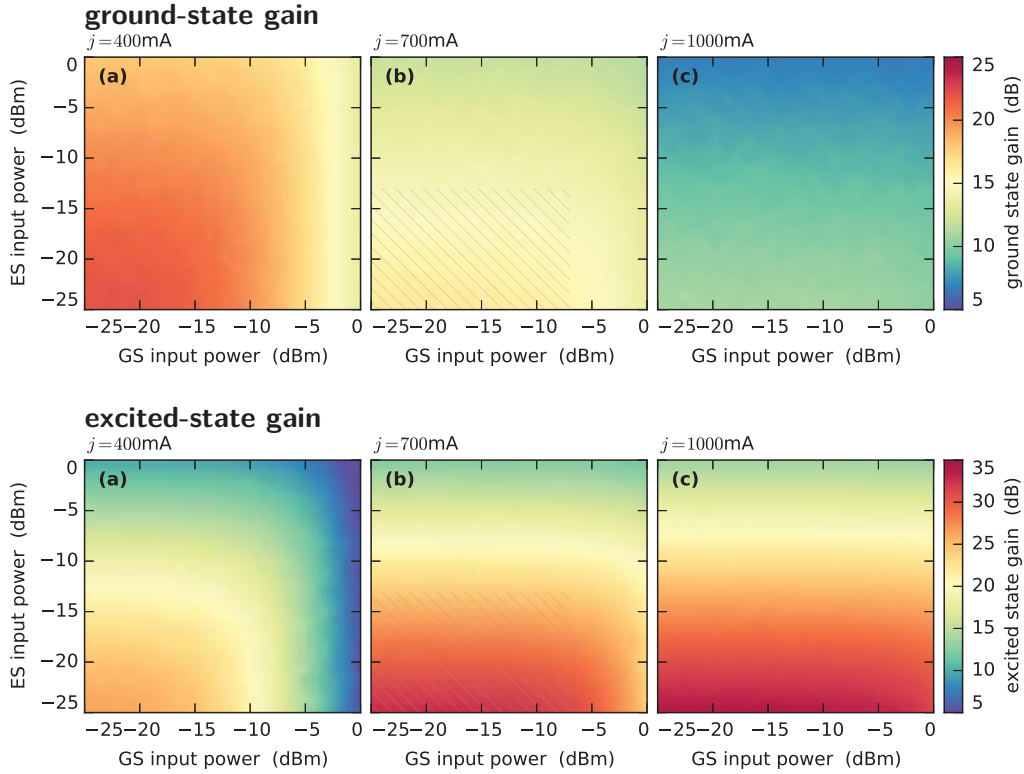 ground-state gain
j=400mA
j=700mA
j=1000mA
(a)
(b)
(c)
0
−5
−10
−15
−20
−25
ES input power (dBm)
−25 −20 −15 −10 −5 0
−25 −20 −15 −10 −5 0
−25 −20 −15 −10 −5 0
GS input power (dBm)
GS input power (dBm)
GS input power (dBm)
25
20
15
10
5
ground state gain (dB)
excited-state gain
j=400mA
j=700mA
j=1000mA
(a)
(b)
(c)
0
−5
−10
−15
−20
−25
ES input power (dBm)
−25 −20 −15 −10 −5 0
−25 −20 −15 −10 −5 0
−25 −20 −15 −10 −5 0
GS input power (dBm)
GS input power (dBm)
GS input power (dBm)
35
30
25
20
15
10
5
excited state gain (dB)